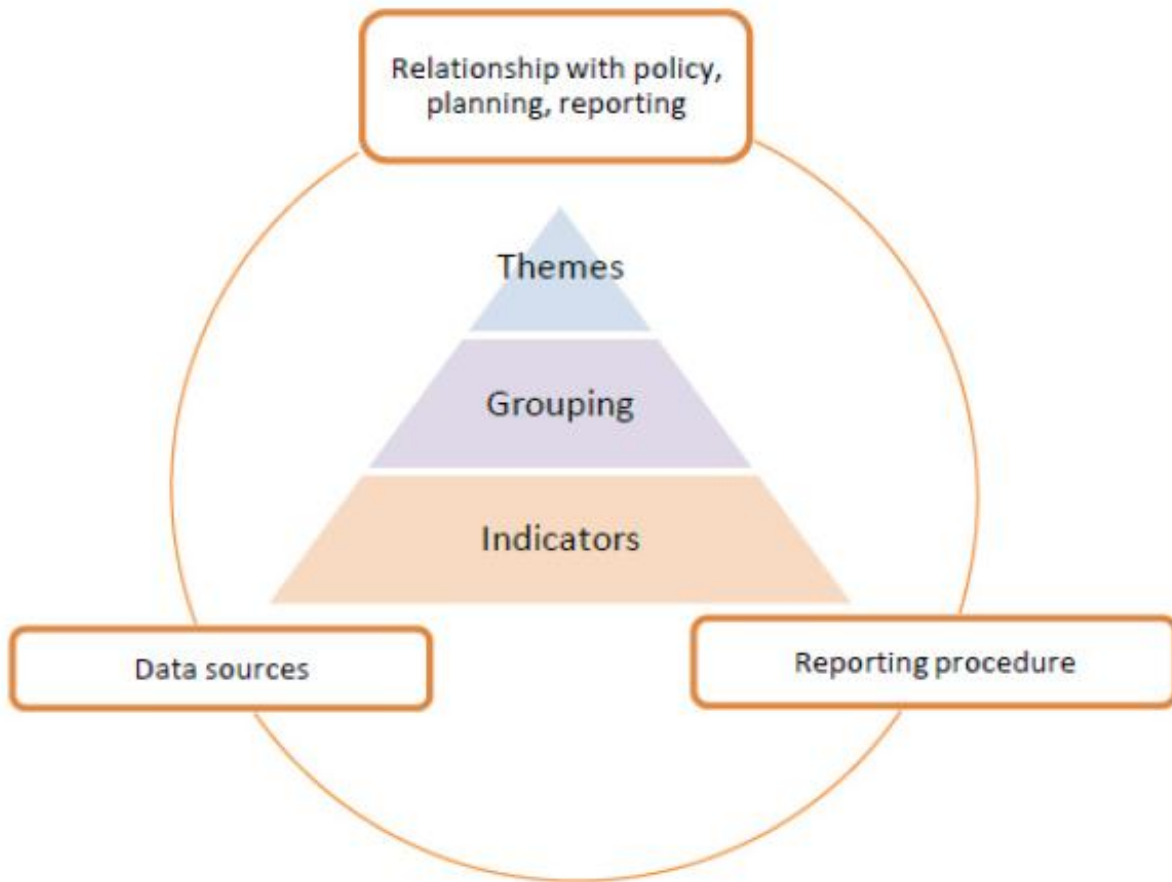 Relationship with policy,
planning, reporting
Themes
Grouping
Indicators
Data sources
Reporting procedure